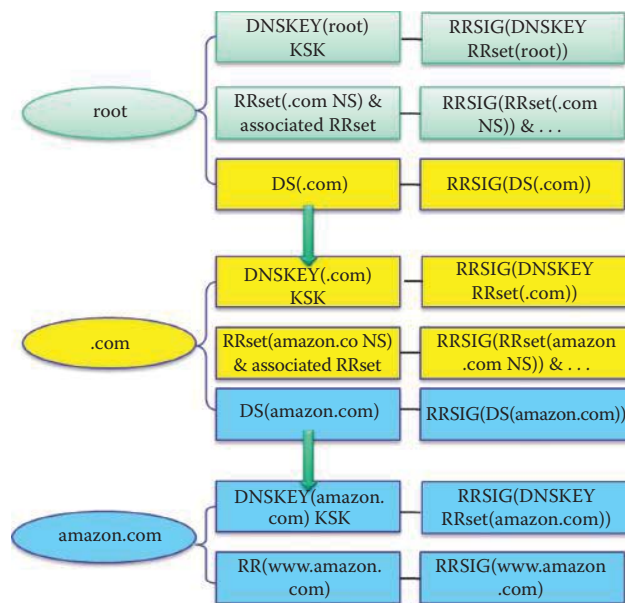 DNSKEY(root)
KSK
RRSIG(DNSKEY
RRset(root))
root
RRset(.com NS) &
associated RRset
RRSIG(RRset(.com
NS)) & . . .
DS(.com)
RRSIG(DS(.com))
DNSKEY(.com)
KSK
RRSIG(DNSKEY
RRset(.com))
.com
RRset(amazon.co NS)
& associated RRset
RRSIG(RRset(amazon
.com NS)) & . . .
DS(amazon.com)
RRSIG(DS(amazon.com))
DNSKEY(amazon.
com) KSK
RRSIG(DNSKEY
RRset(amazon.com))
amazon.com
RR(www.amazon.
com)
RRSIG(www.amazon
.com)